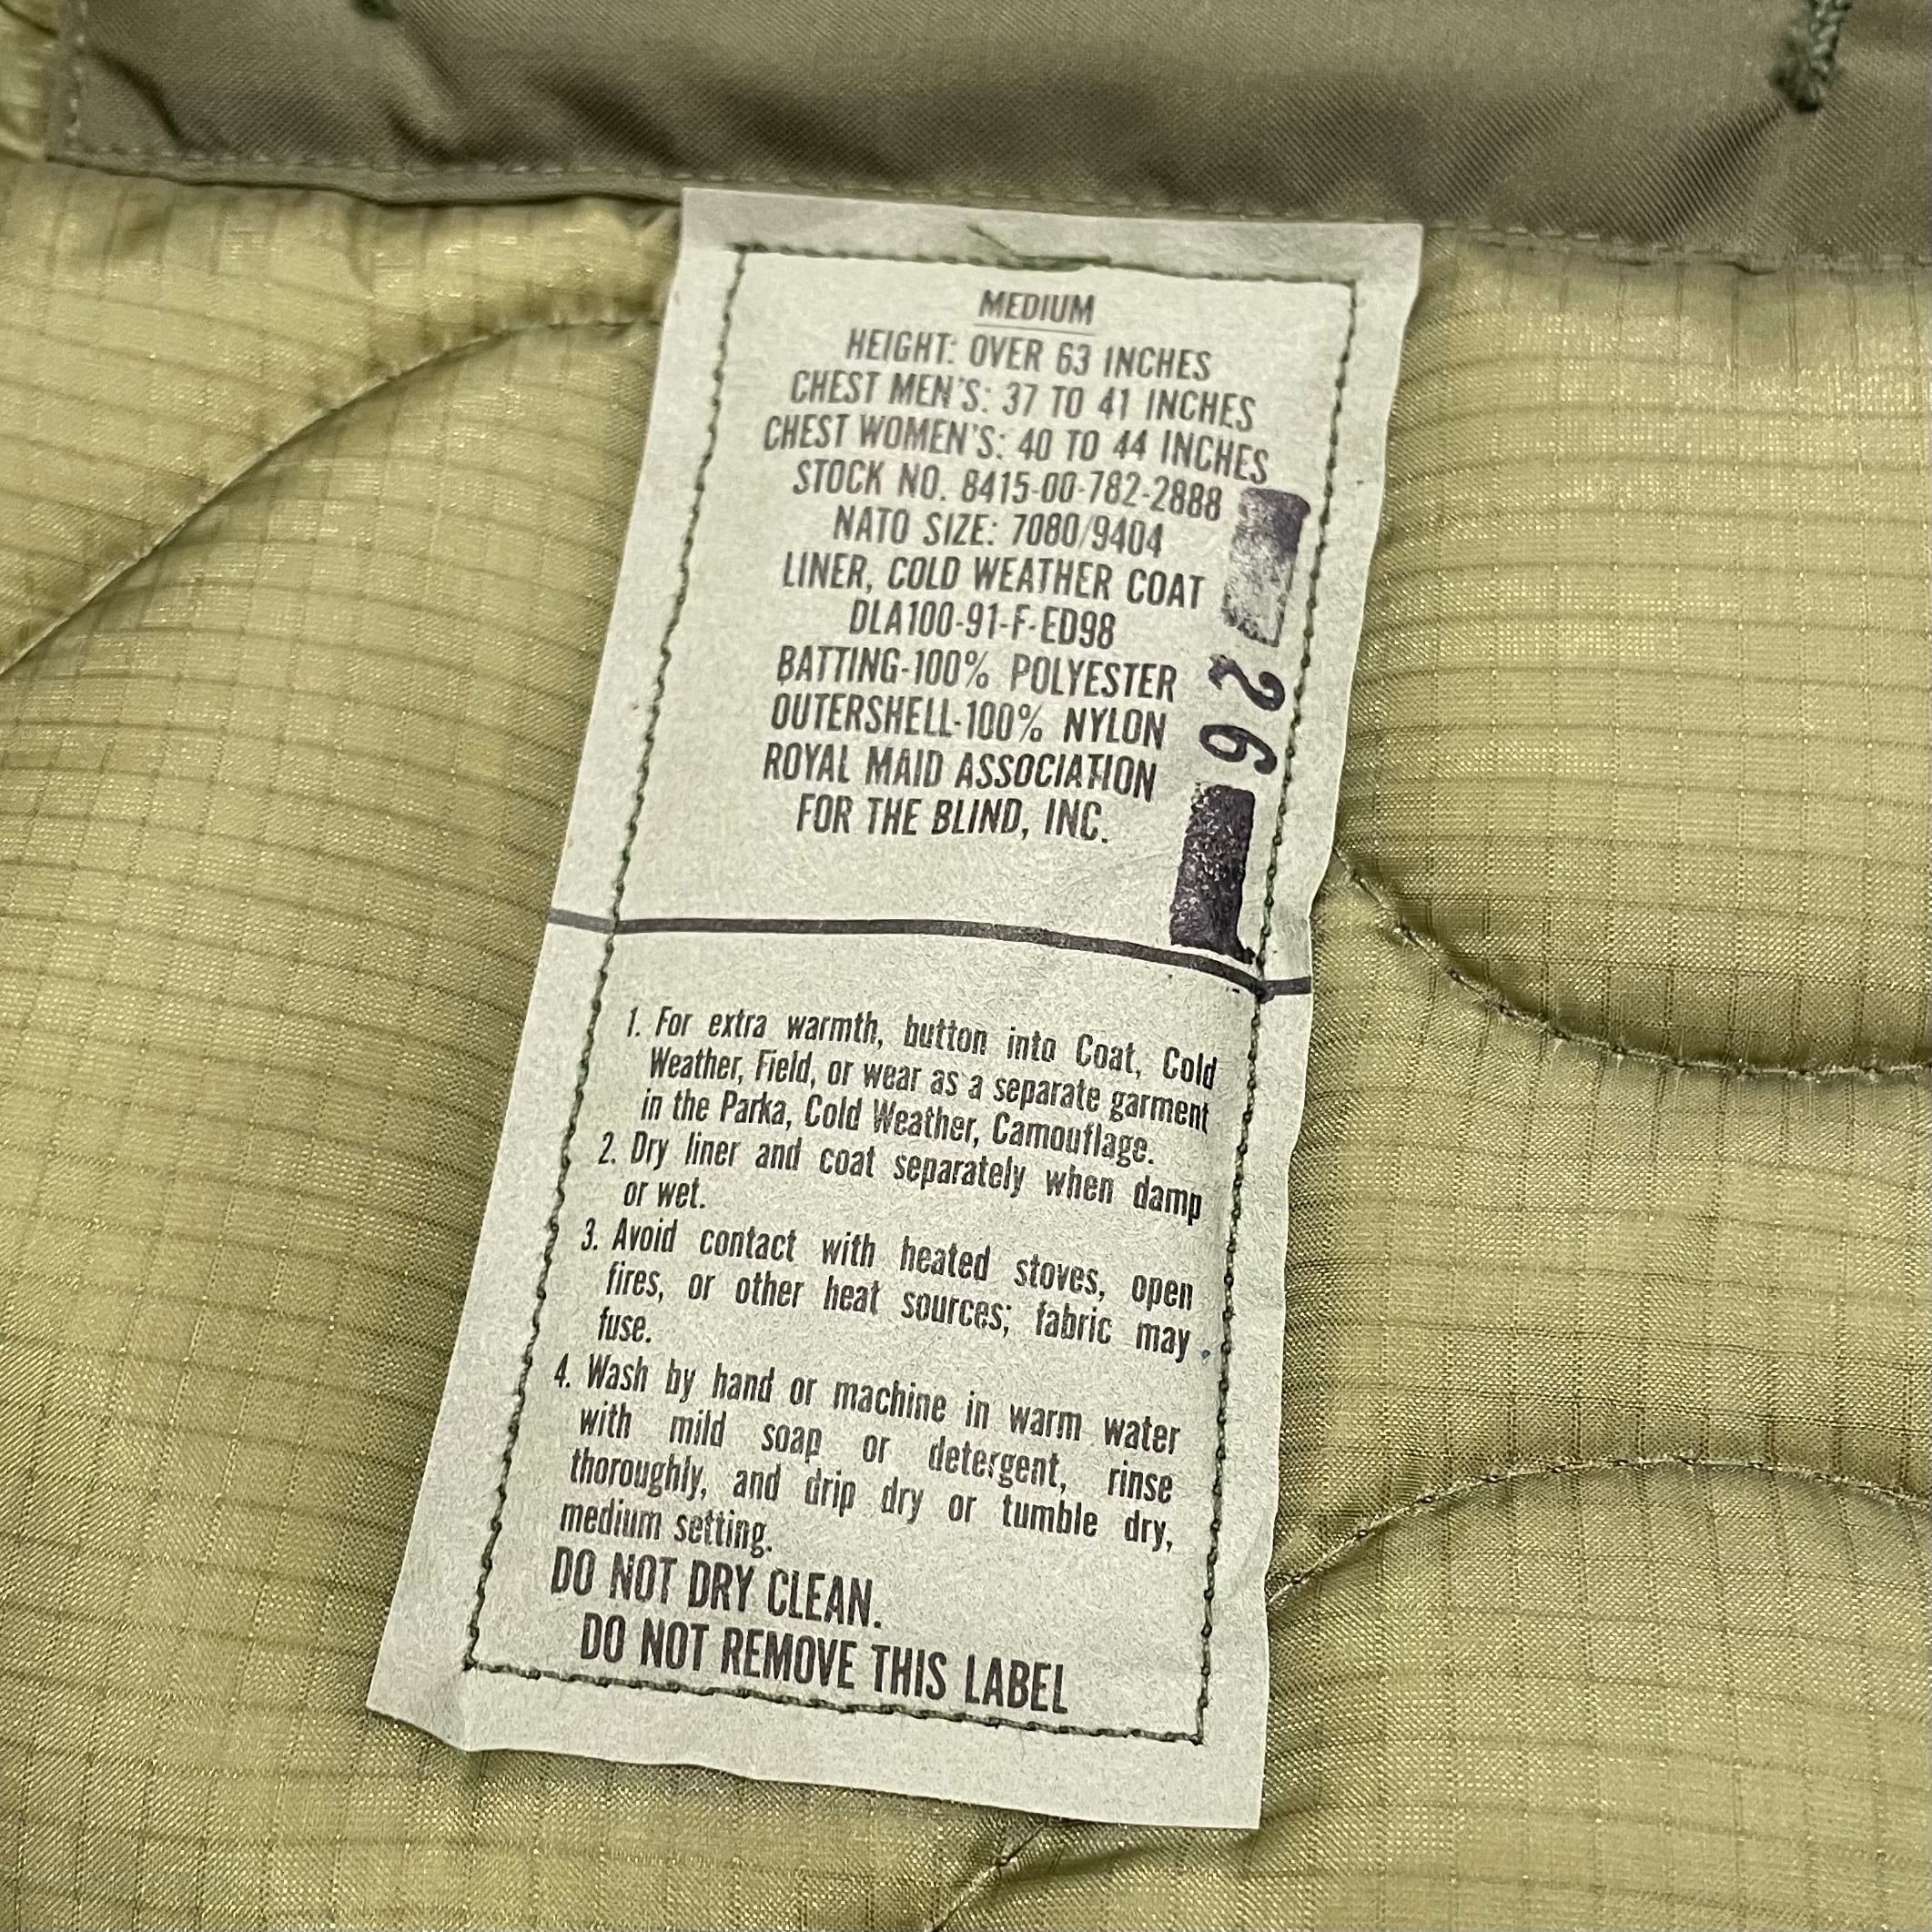 MEDIUM
HEIGHT: OVER 63 INCHES
CHEST MEN'S: 37 TO 41 INCHES
CHEST WOMEN'S: 40 TO 44 INCHES
STOCK NO. 8415-00-782-2888
NATO SIZE: 7080/9404
LINER, COLD WEATHER COAT
DLA100-91-F-ED98
BATTING-100% POLYESTER
OUTERSHELL-100% NYLON
ROYAL MAID ASSOCIATION
FOR THE BLIND, INC.
26
1. For extra warmth, button into Coat, Cold
Weather, Field, or wear as a separate garment
in the Parka, Cold Weather, Camouflage.
2. Dry liner and coat separately when damp
or wet.
3. Avoid contact with heated stoves, open
fires, or other heat sources; fabric may
fuse.
4. Wash by hand or machine in warm water
with mild soap or detergent, rinse
thoroughly, and drip dry or tumble dry,
medium setting.
DO NOT DRY CLEAN.
DO NOT REMOVE THIS LABEL